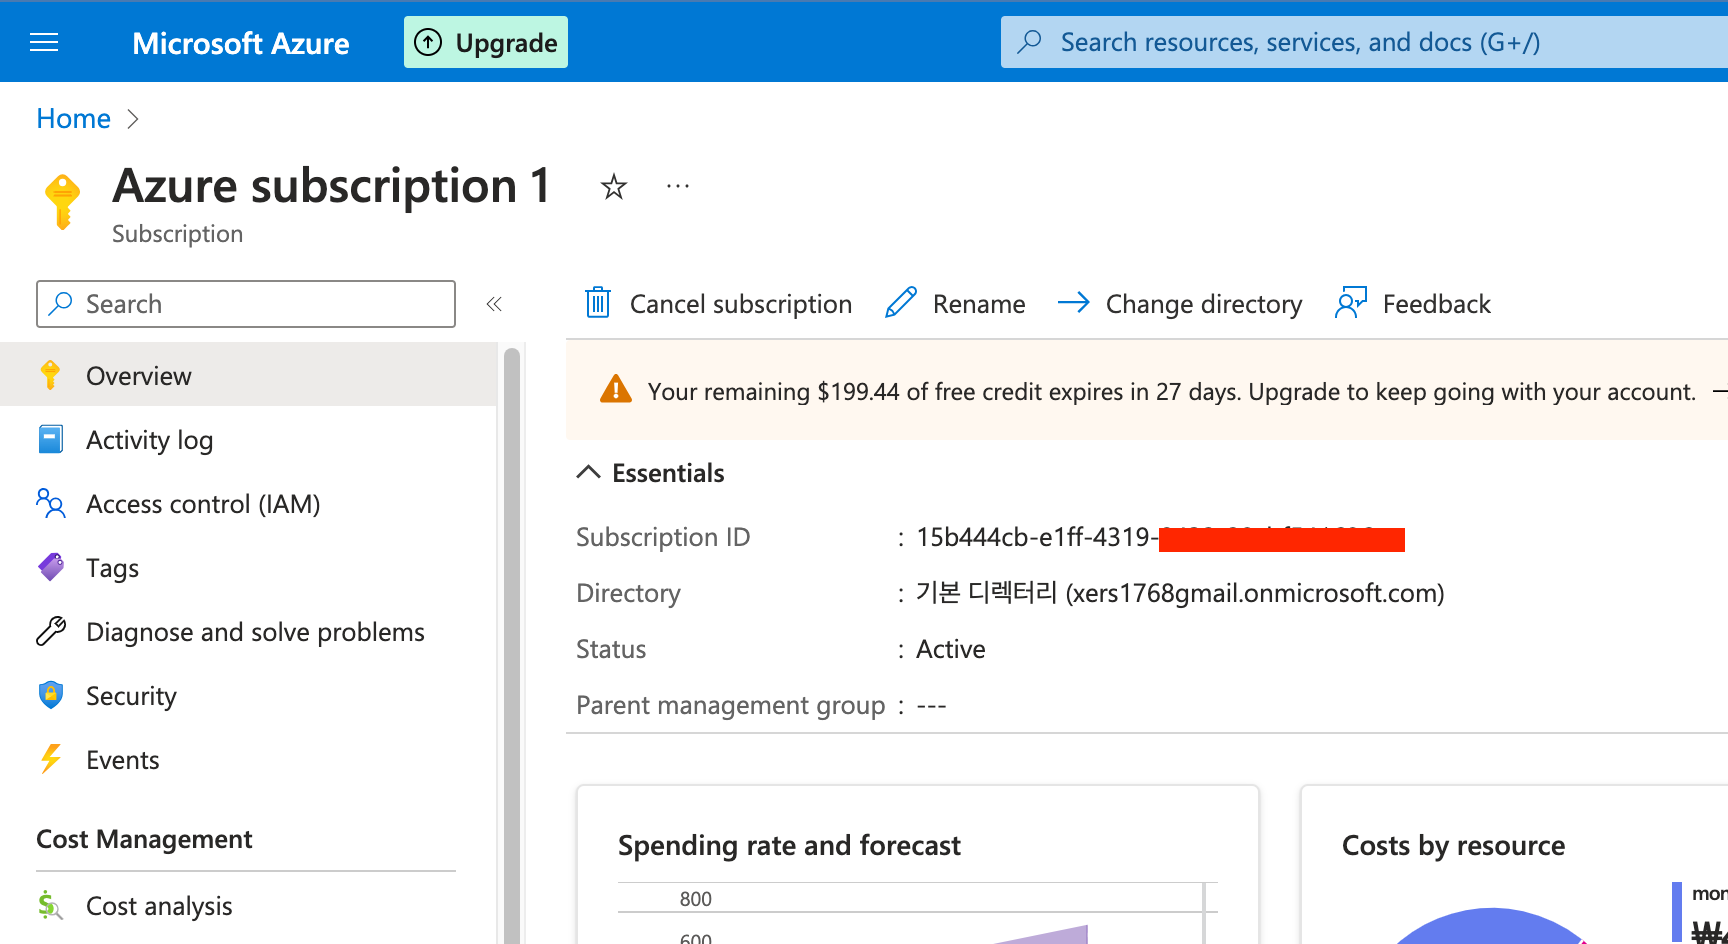 Microsoft Azure
Upgrade
Search resources, services, and docs (G+/)
Home
Azure subscription 1
Subscription
Search
Cancel subscription
Rename
Change directory
Feedback
Overview
Activity log
Access control (IAM)
Tags
Diagnose and solve problems
Security
Events
Cost Management
Cost analysis
Your remaining $199.44 of free credit expires in 27 days. Upgrade to keep going with your account.
Essentials
Subscription ID : 15b444cb-e1ff-4319-
Directory : 기본 디렉터리 (xers1768gmail.onmicrosoft.com)
Status : Active
Parent management group : ---
Spending rate and forecast
800
600
Costs by resource